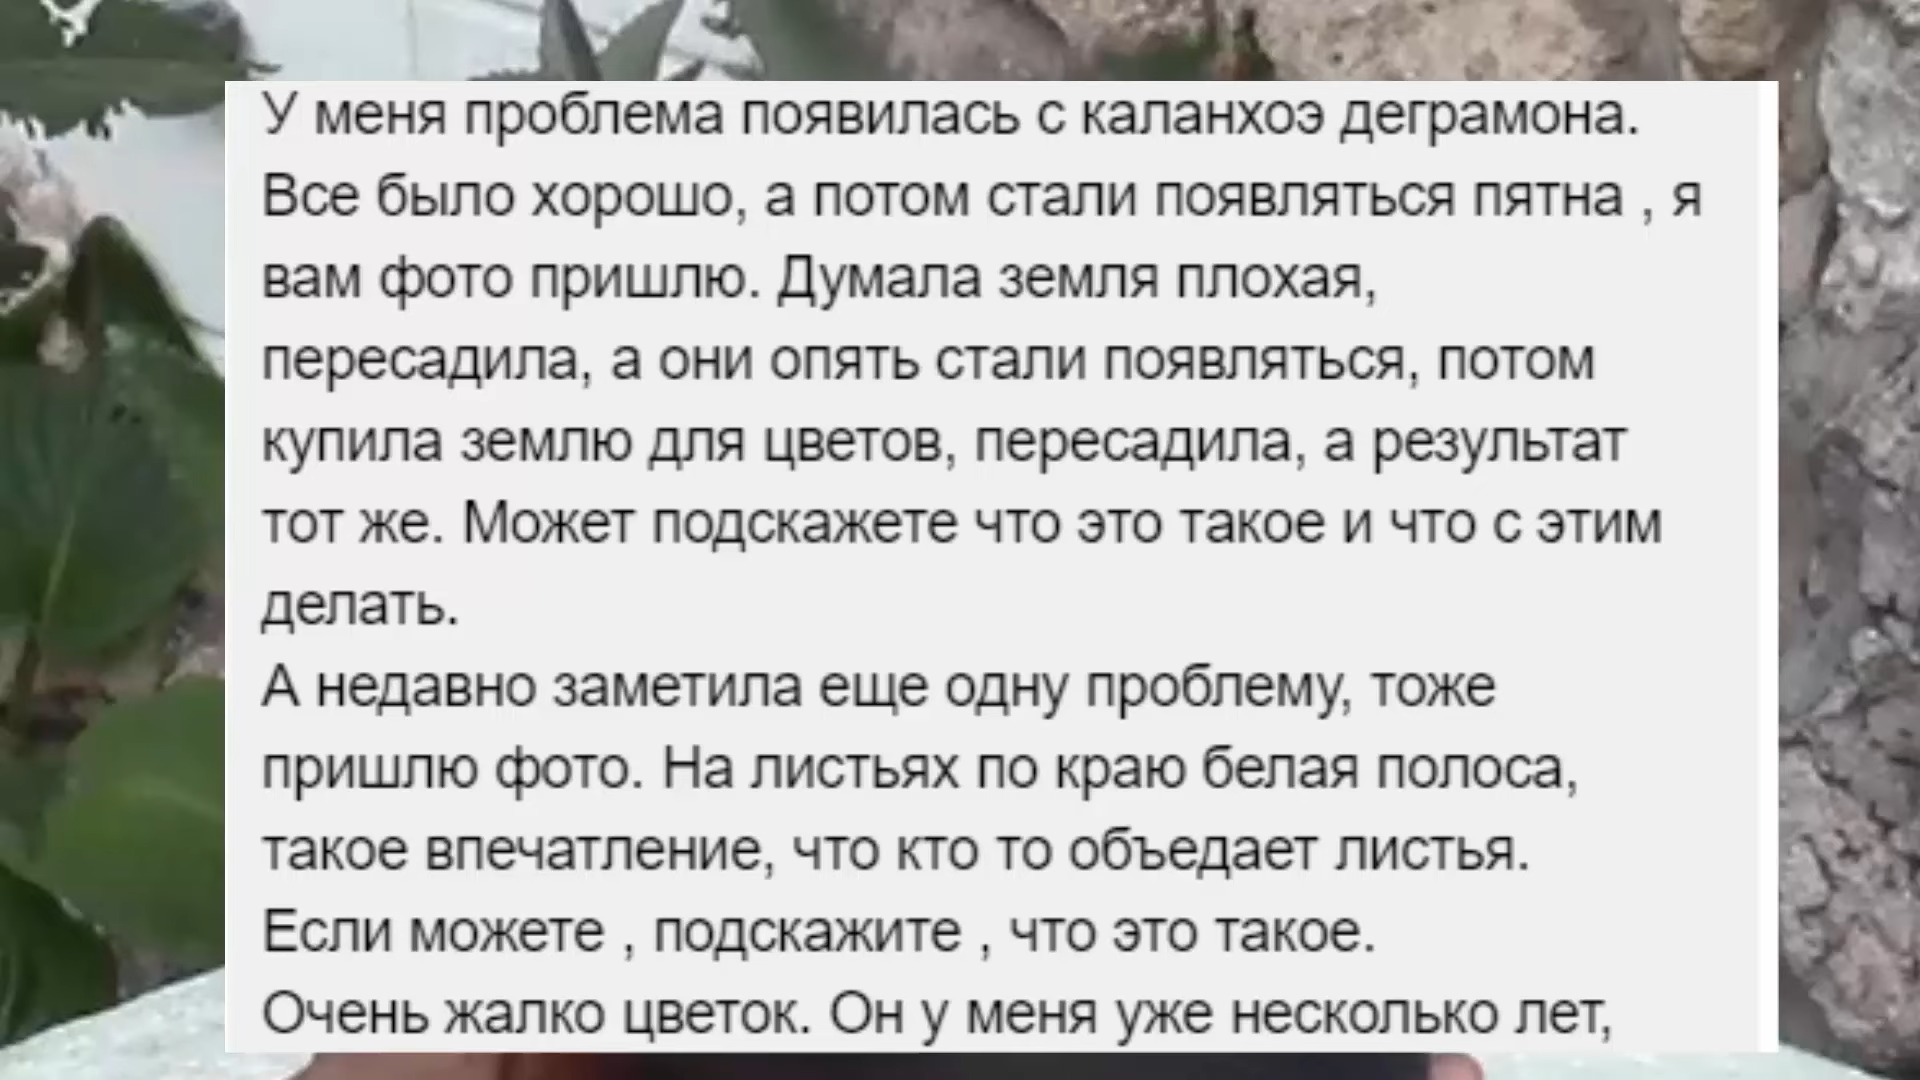 У меня проблема появилась с каланхоэ деграмона.
Все было хорошо, а потом стали появляться пятна , я
вам фото пришлю. Думала земля плохая,
пересадила, а они опять стали появляться, потом
купила землю для цветов, пересадила, а результат
тот же. Может подскажете что это такое и что с этим
делать.
А недавно заметила еще одну проблему, тоже
пришлю фото. На листьях по краю белая полоса,
такое впечатление, что кто то объедает листья.
Если можете , подскажите , что это такое.
Очень жалко цветок. Он у меня уже несколько лет,